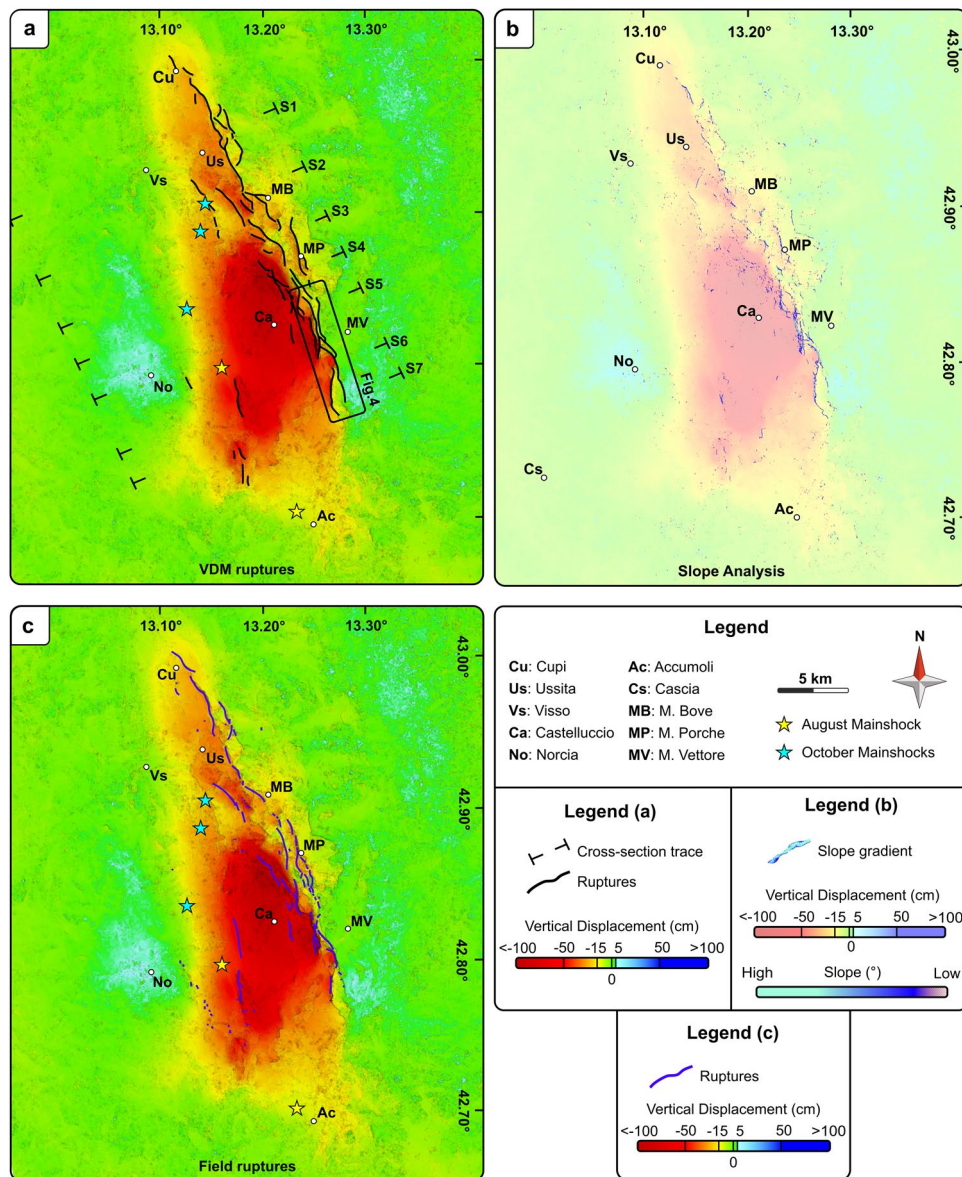 a
13.10° 13.20° 13.30°
Cu
S1
Us
S2
Vs
MB
S3
MP
S4
S5
Ca
MV
S6
No
S7
Fig.4
Ac
VDM ruptures
b
13.10° 13.20° 13.30°
43.00°
Cu
Us
Vs
MB
42.90°
MP
Ca
MV
No
42.80°
Cs
Ac
42.70°
Slope Analysis
c
13.10° 13.20° 13.30°
43.00°
Cu
Us
Vs
MB
42.90°
MP
Ca
MV
No
42.80°
Ac
42.70°
Field ruptures
Legend
N
Cu: Cupi
Us: Ussita
Vs: Visso
Ca: Castelluccio
No: Norcia
Ac: Accumoli
Cs: Cascia
MB: M. Bove
MP: M. Porche
MV: M. Vettore
5 km
August Mainshock
October Mainshocks
Legend (a)
Cross-section trace
Ruptures
Vertical Displacement (cm)
<-100 -50 -15 5 50 >100
0
Legend (b)
Slope gradient
Vertical Displacement (cm)
<-100 -50 -15 5 50 >100
0
High Slope (°) Low
Legend (c)
Ruptures
Vertical Displacement (cm)
<-100 -50 -15 5 50 >100
0